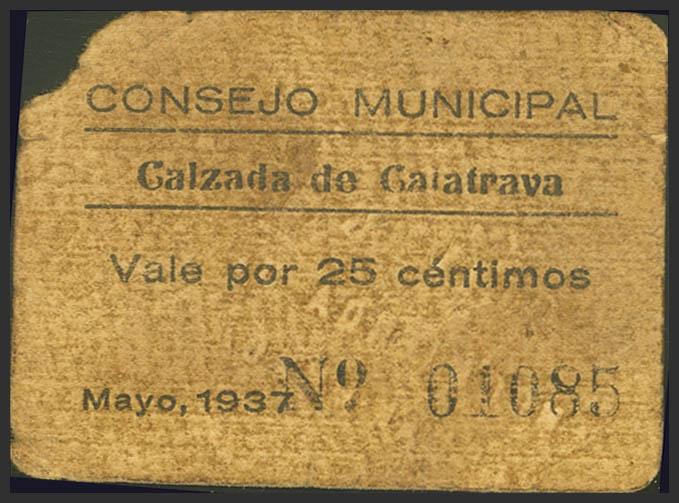 CONSEJO MUNICIPAL
Calzada de Calatrava
Vale por 25 céntimos
Mayo, 1937 Nº 01085